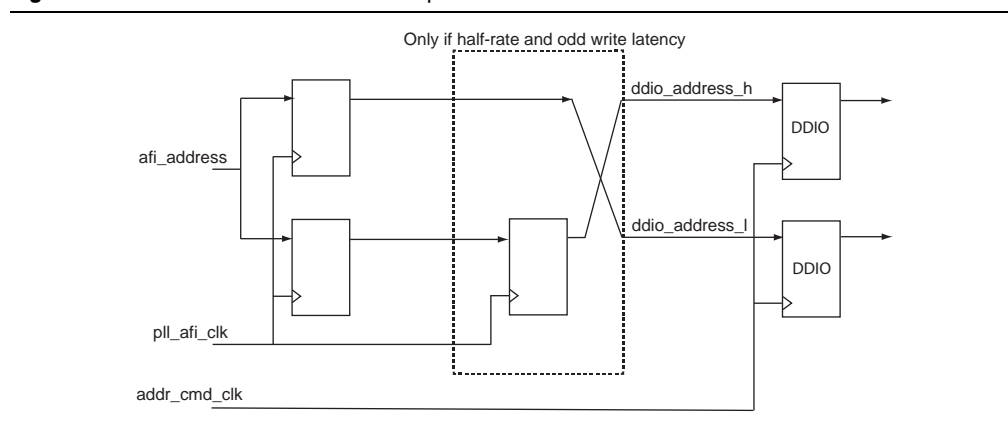 Only if half-rate and odd write latency
ddio_address_h
DDIO
afi_address
ddio_address_l
DDIO
pll_afi_clk
addr_cmd_clk